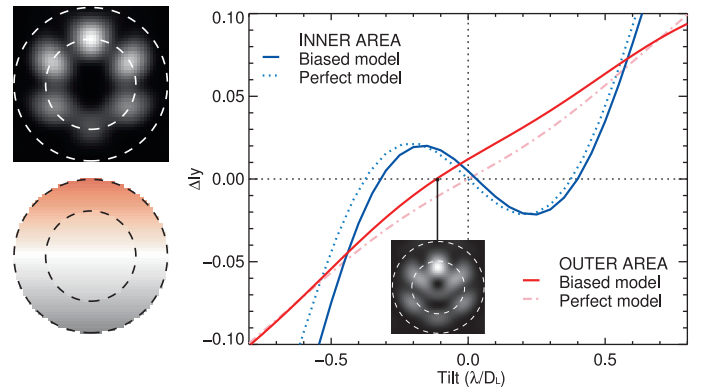 0.10
0.05
0.00
−0.05
−0.10
ΔIy
INNER AREA
Biased model
Perfect model
OUTER AREA
Biased model
Perfect model
−0.5
0.0
0.5
Tilt (λ/D_L)